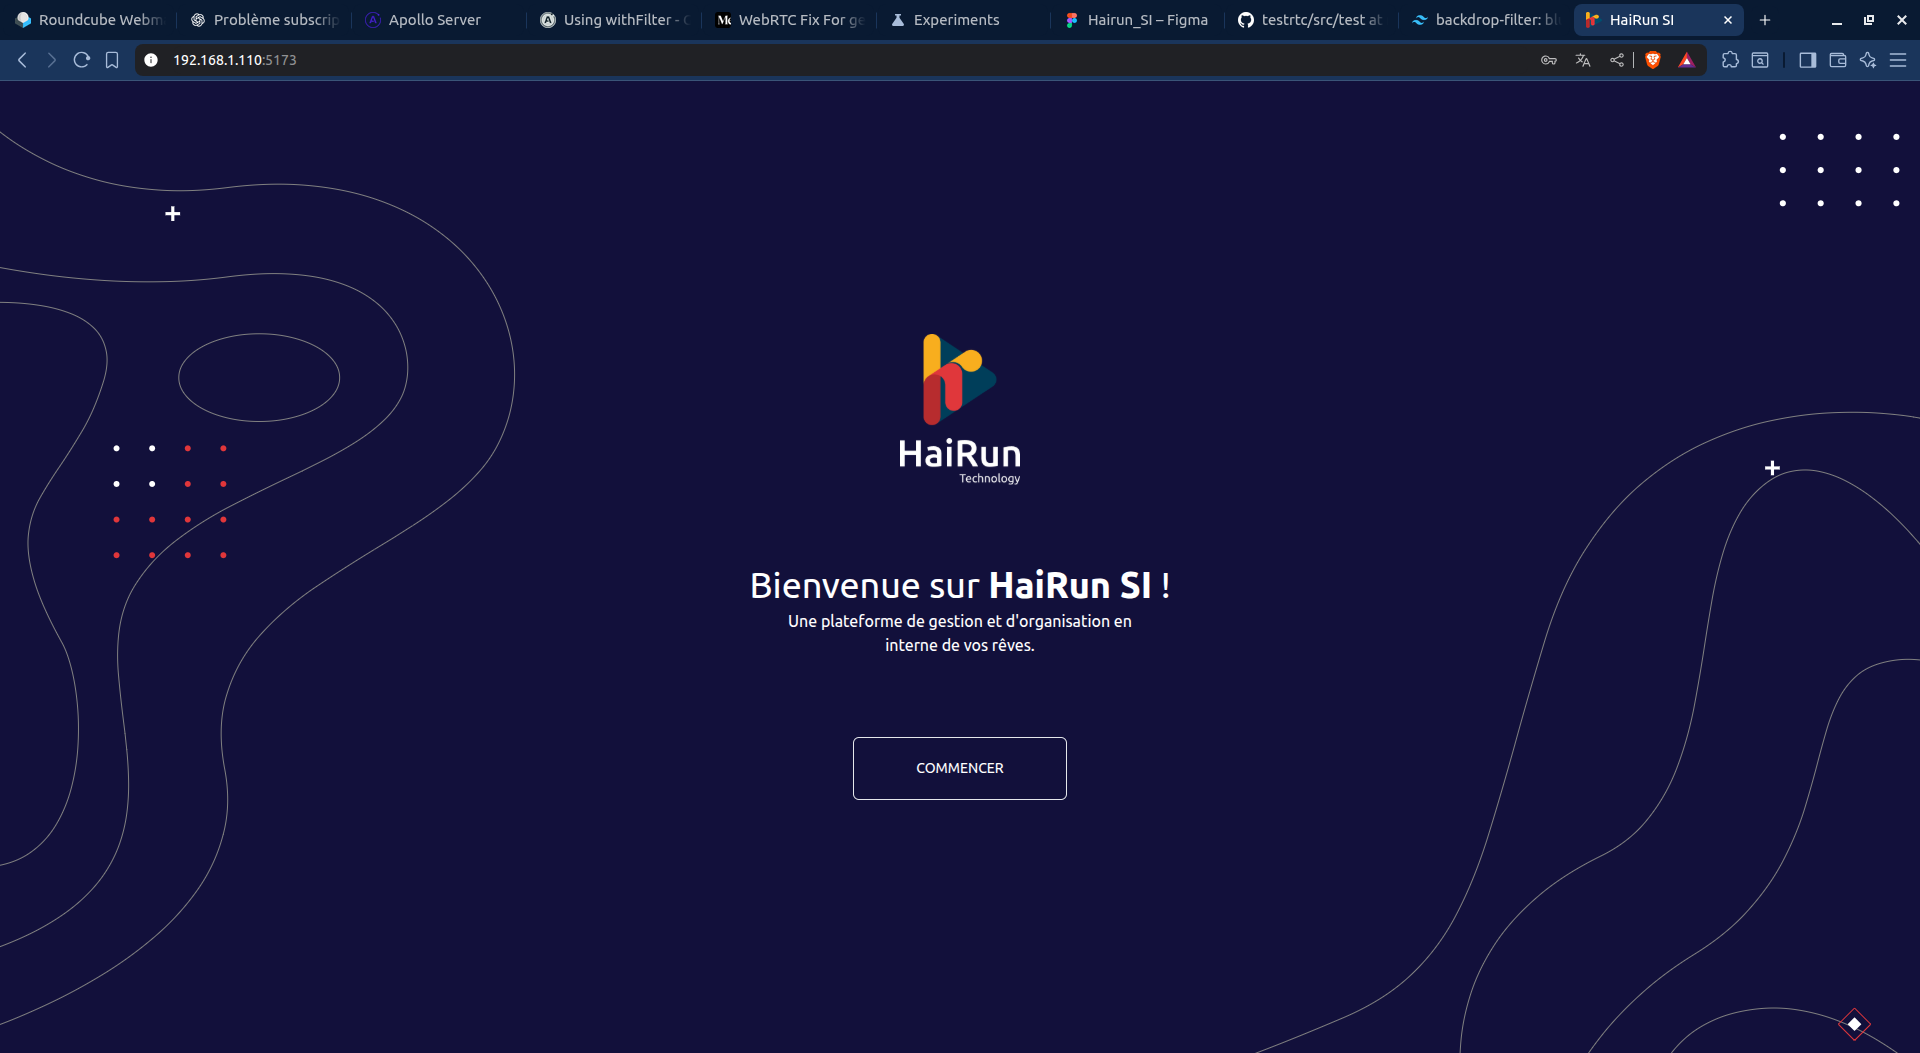 Roundcube Webm
Problème subscrip
Apollo Server
Using withFilter - C
WebRTC Fix For ge
Experiments
Hairun_SI – Figma
testrtc/src/test at
backdrop-filter: bl
HaiRun SI
192.168.1.110:5173
HaiRun
Technology
Bienvenue sur HaiRun SI !
Une plateforme de gestion et d'organisation en
interne de vos rêves.
COMMENCER